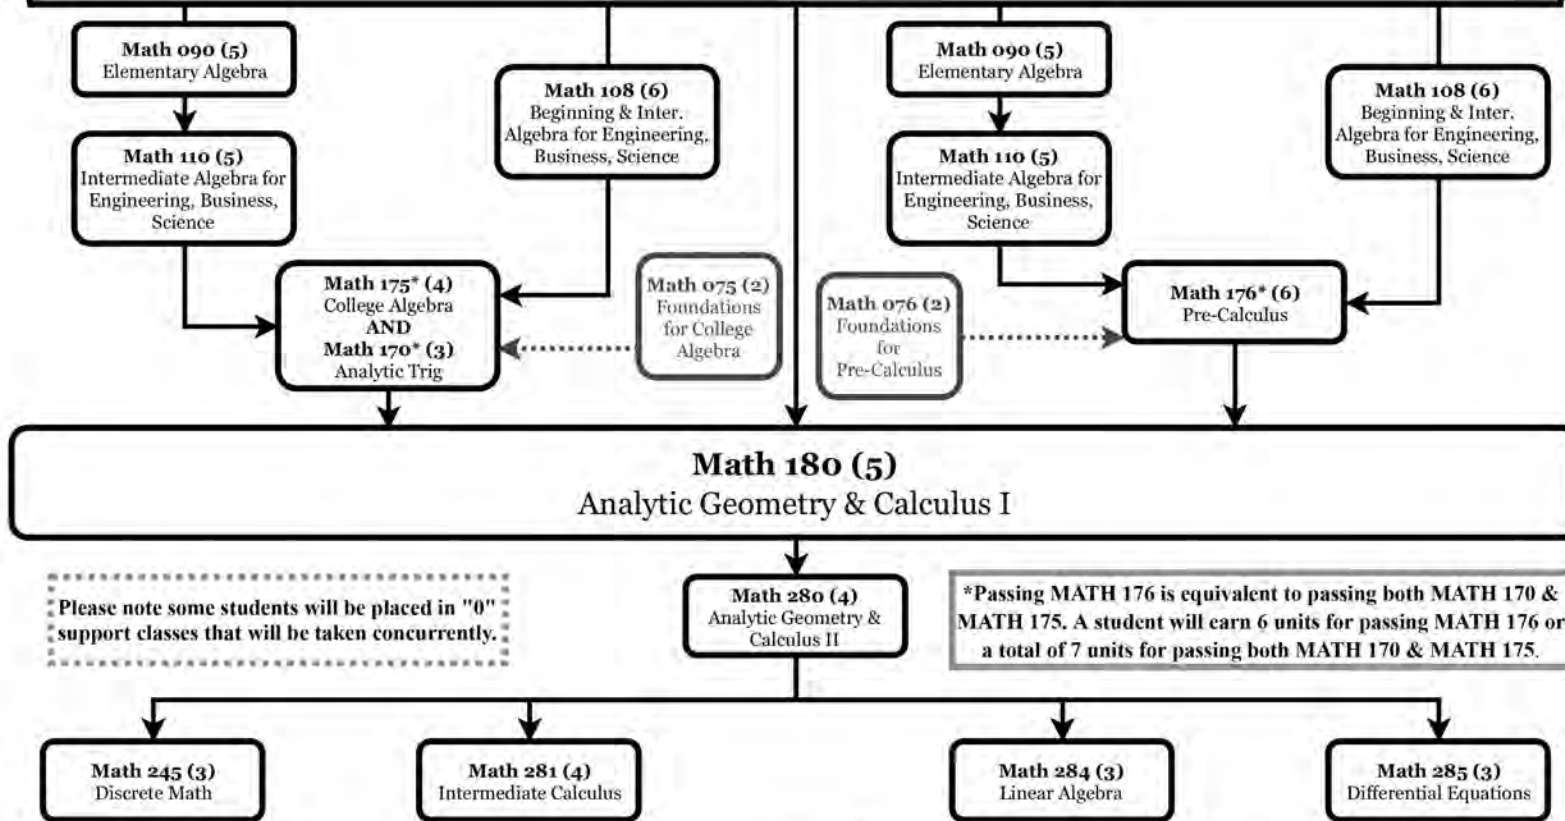 Math 090 (5)
Elementary Algebra
Math 108 (6)
Beginning & Inter.
Algebra for Engineering,
Business, Science
Math 110 (5)
Intermediate Algebra for
Engineering, Business,
Science
Math 175* (4)
College Algebra
AND
Math 170* (3)
Analytic Trig
Math 075 (2)
Foundations
for College
Algebra
Math 090 (5)
Elementary Algebra
Math 108 (6)
Beginning & Inter.
Algebra for Engineering,
Business, Science
Math 110 (5)
Intermediate Algebra for
Engineering, Business,
Science
Math 076 (2)
Foundations
for
Pre-Calculus
Math 176* (6)
Pre-Calculus
Math 180 (5)
Analytic Geometry & Calculus I
Please note some students will be placed in "0"
support classes that will be taken concurrently.
Math 280 (4)
Analytic Geometry &
Calculus II
*Passing MATH 176 is equivalent to passing both MATH 170 &
MATH 175. A student will earn 6 units for passing MATH 176 or
a total of 7 units for passing both MATH 170 & MATH 175.
Math 245 (3)
Discrete Math
Math 281 (4)
Intermediate Calculus
Math 284 (3)
Linear Algebra
Math 285 (3)
Differential Equations